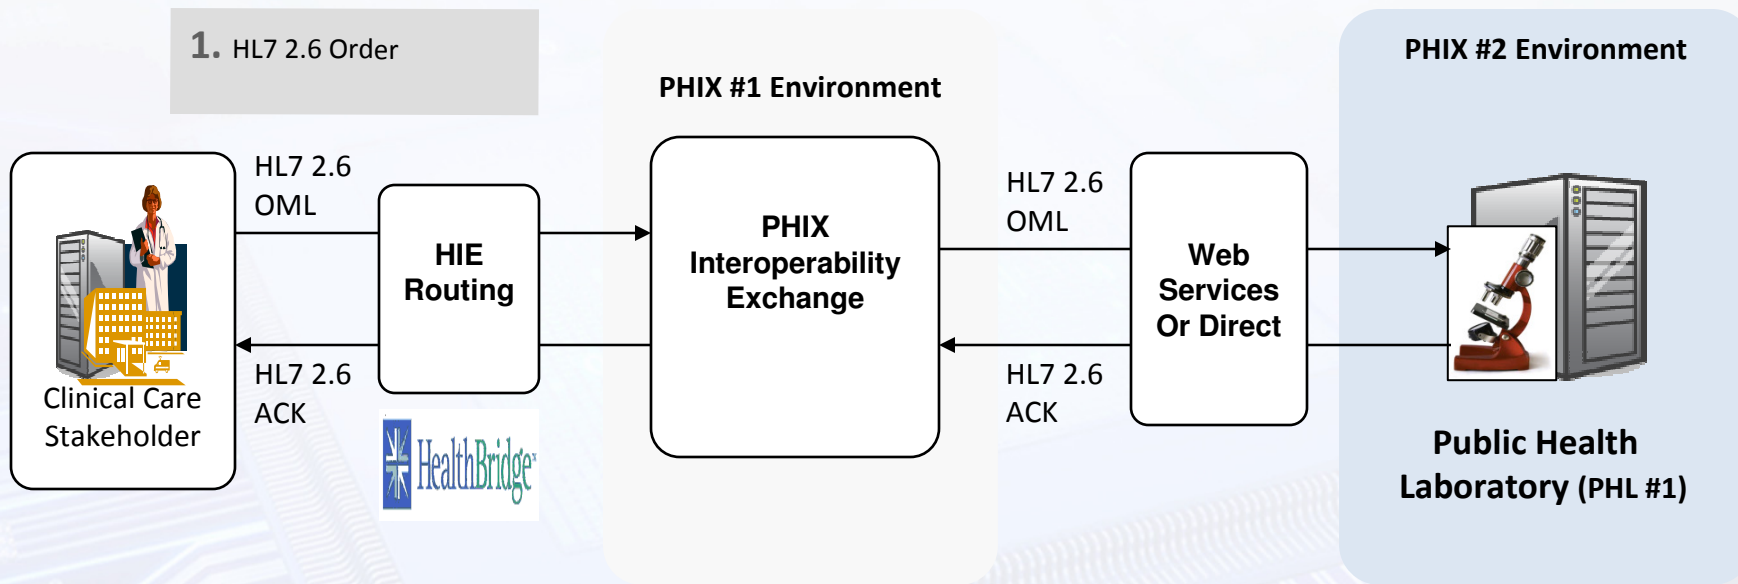 1. HL7 2.6 Order
PHIX #1 Environment
PHIX #2 Environment
HL7 2.6
OML
HL7 2.6
ACK
Clinical Care
Stakeholder
HIE
Routing
HealthBridge
PHIX
Interoperability
Exchange
HL7 2.6
OML
HL7 2.6
ACK
Web
Services
Or Direct
Public Health
Laboratory (PHL #1)